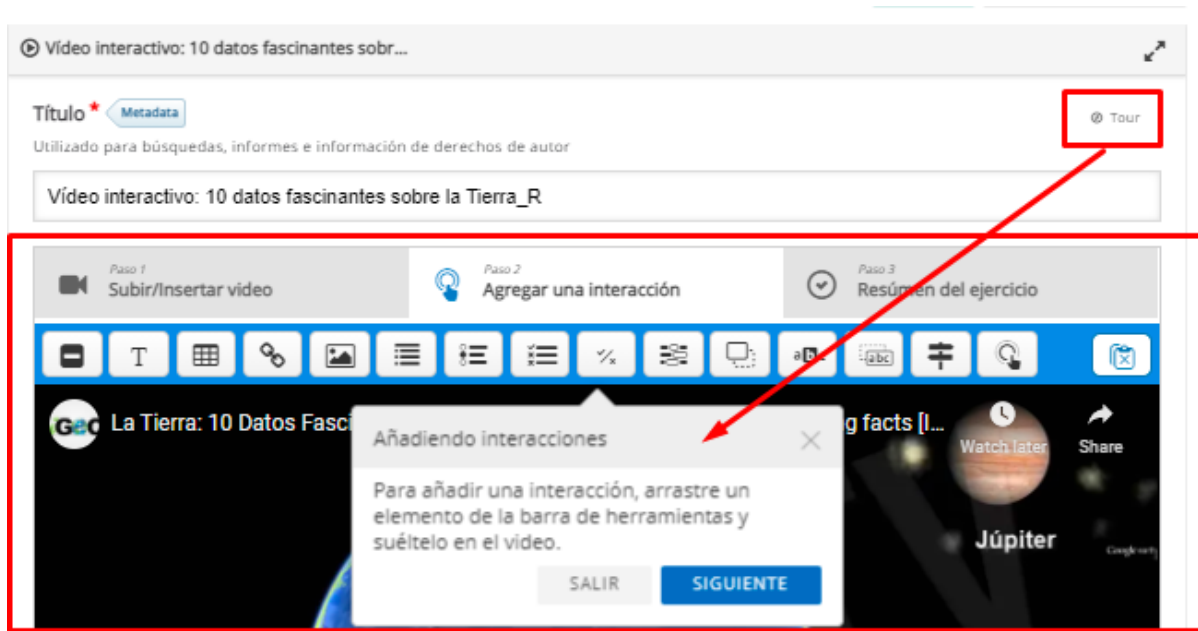 Vídeo interactivo: 10 datos fascinantes sobr...
Título * Metadata
Tour
Utilizado para búsquedas, informes e información de derechos de autor
Vídeo interactivo: 10 datos fascinantes sobre la Tierra_R
Paso 1
Subir/Insertar video
Paso 2
Agregar una interacción
Paso 3
Resúmen del ejercicio
T
abc
La Tierra: 10 Datos Fasci
g facts [I...
Watch later
Share
Añadiendo interacciones
Para añadir una interacción, arrastre un
elemento de la barra de herramientas y
suéltelo en el video.
SALIR
SIGUIENTE
Júpiter